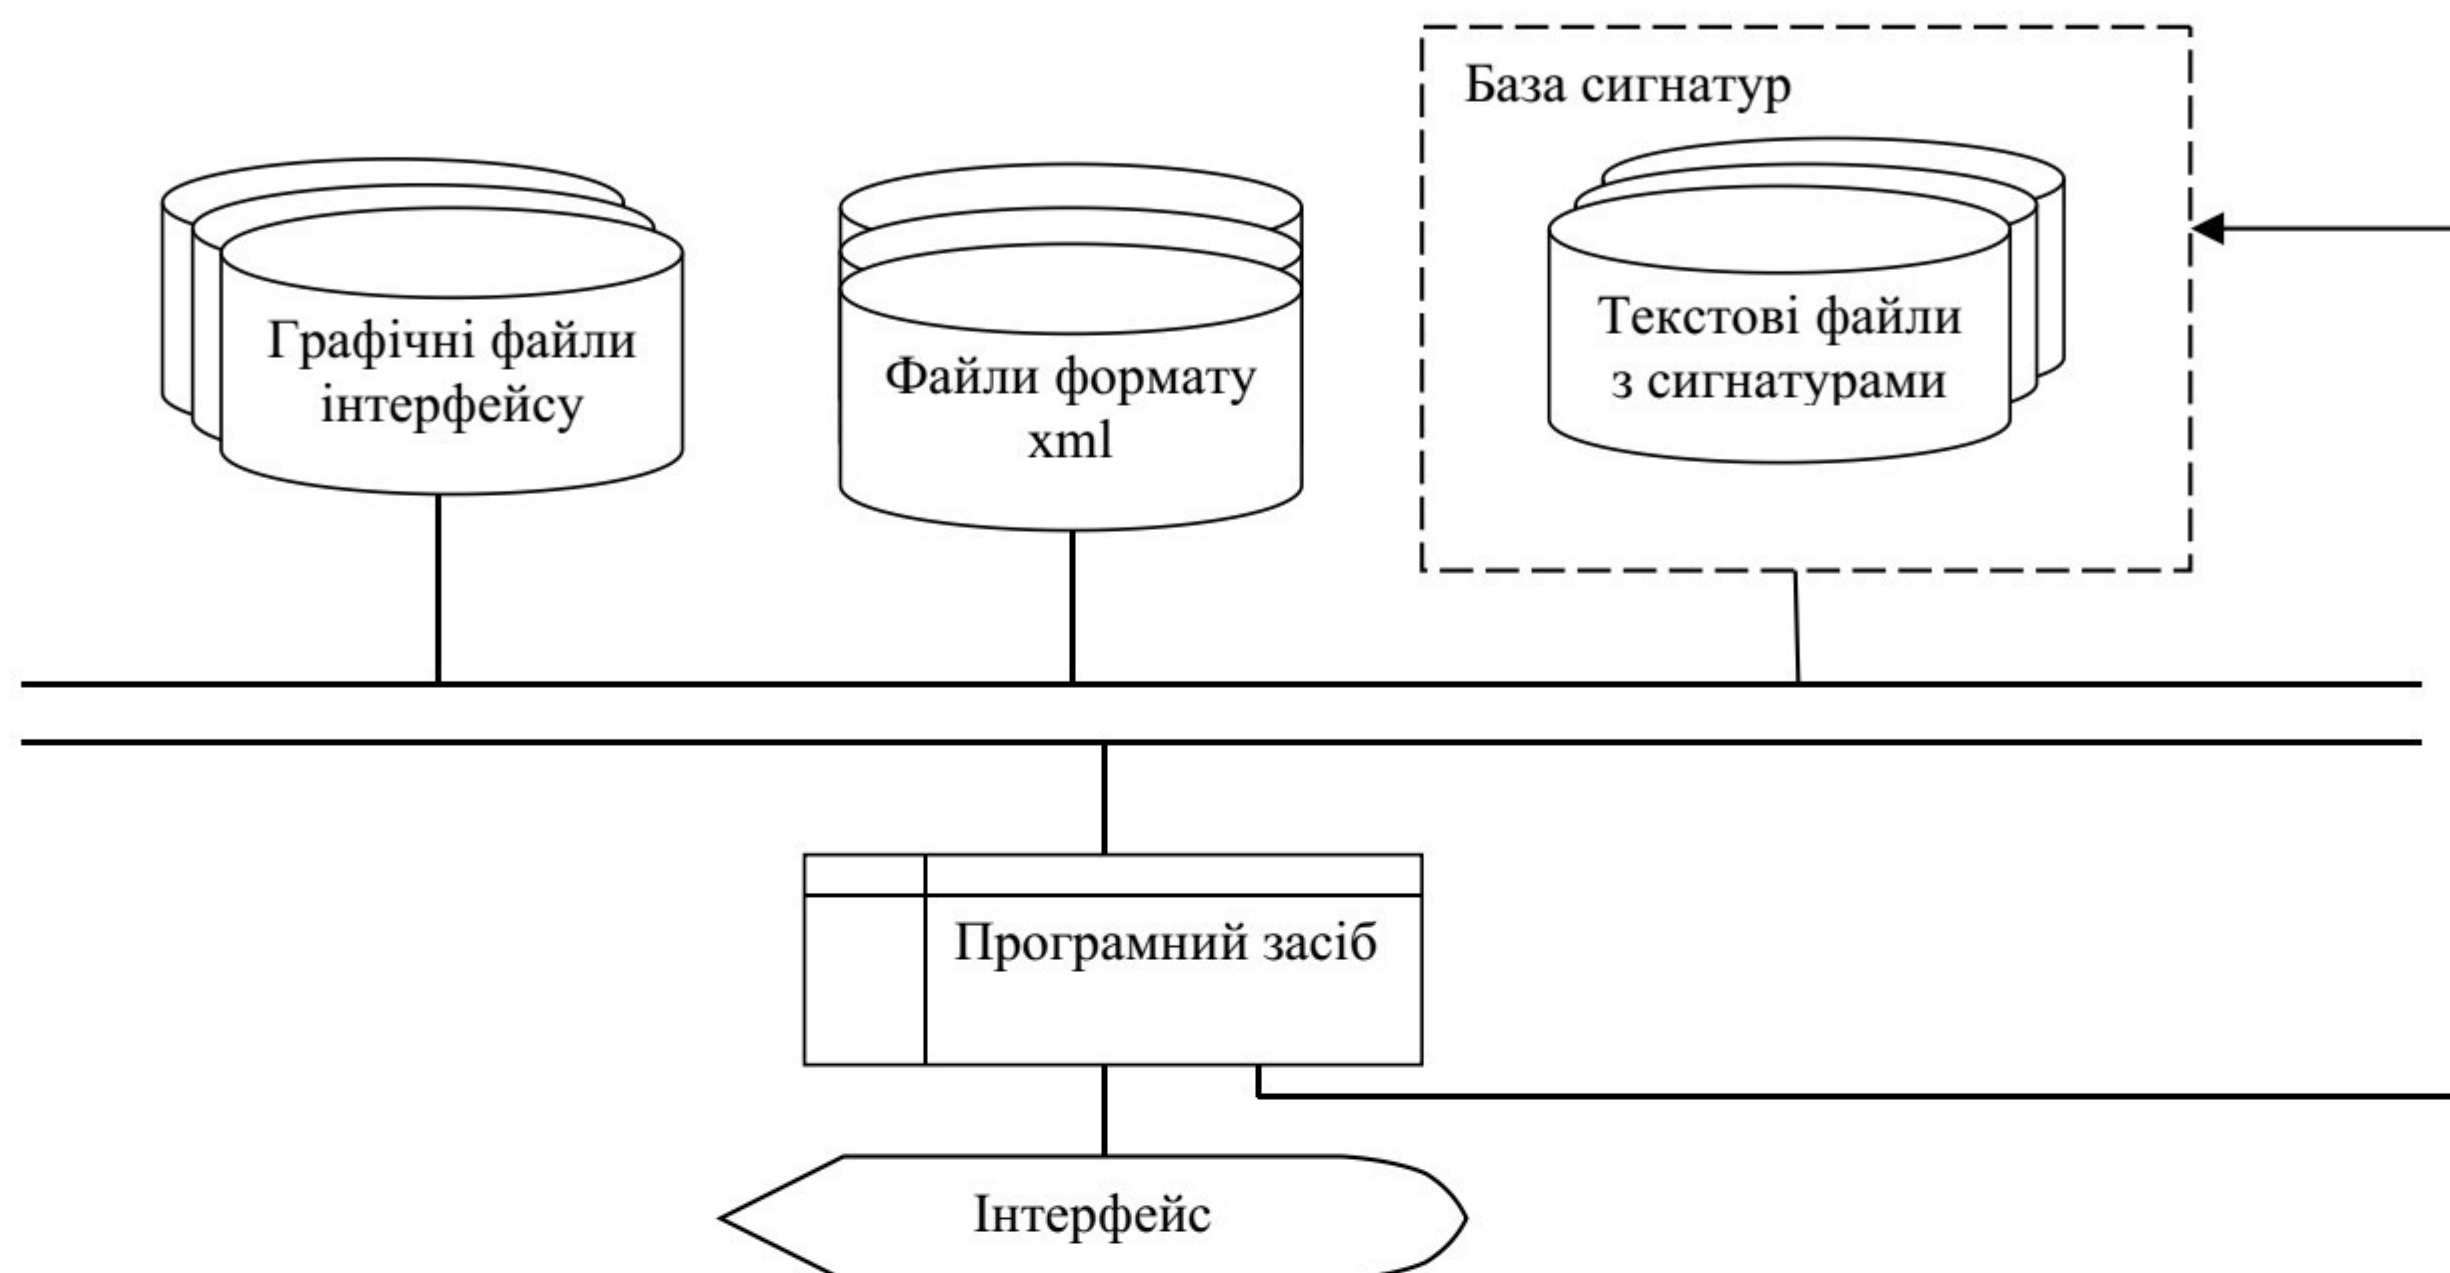 База сигнатур
Графічні файли
інтерфейсу
Файли формату
xml
Текстові файли
з сигнатурами
Програмний засіб
Інтерфейс